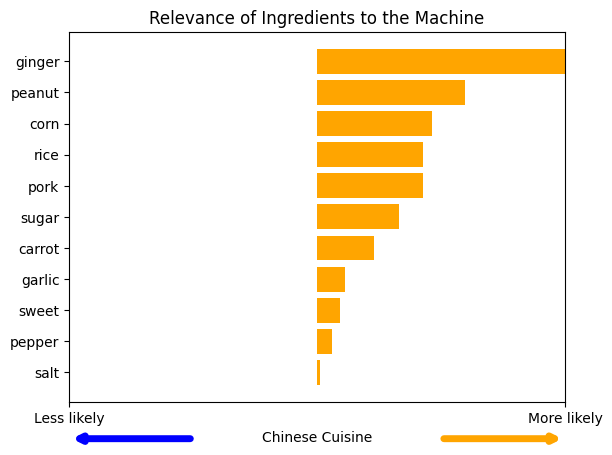 Relevance of Ingredients to the Machine
ginger
peanut
corn
rice
pork
sugar
carrot
garlic
sweet
pepper
salt
Less likely
More likely
Chinese Cuisine